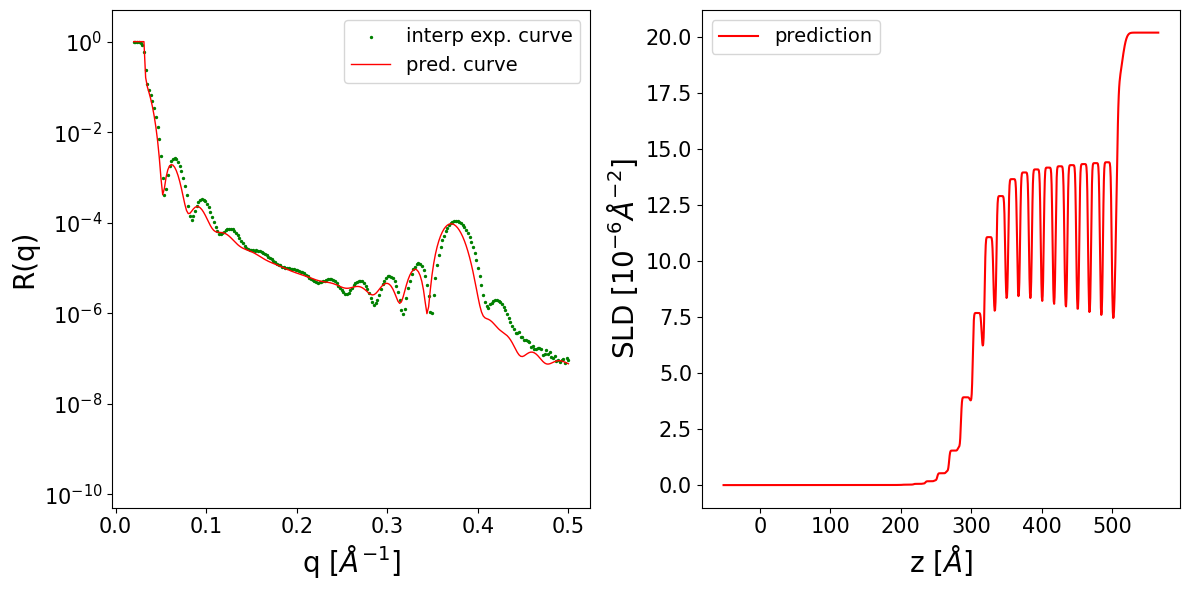 10^0
10^-2
10^-4
10^-6
10^-8
10^-10
R(q)
0.0 0.1 0.2 0.3 0.4 0.5
q [Å^-1]
interp exp. curve
pred. curve
20.0
17.5
15.0
12.5
10.0
7.5
5.0
2.5
0.0
SLD [10^-6Å^-2]
0 100 200 300 400 500
z [Å]
prediction